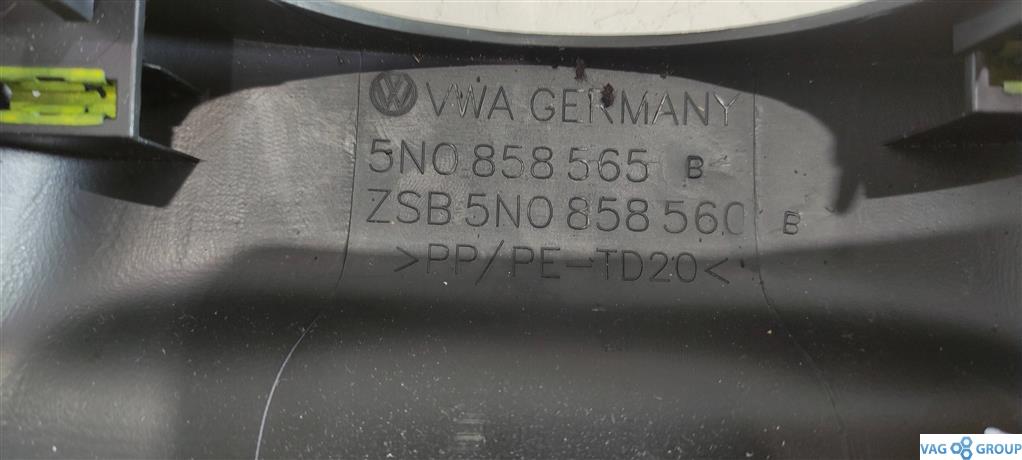 VWA GERMANY
5N0 858 565 B
ZSB 5N0 858 560 B
>PP/PE-TD20<
VAG GROUP